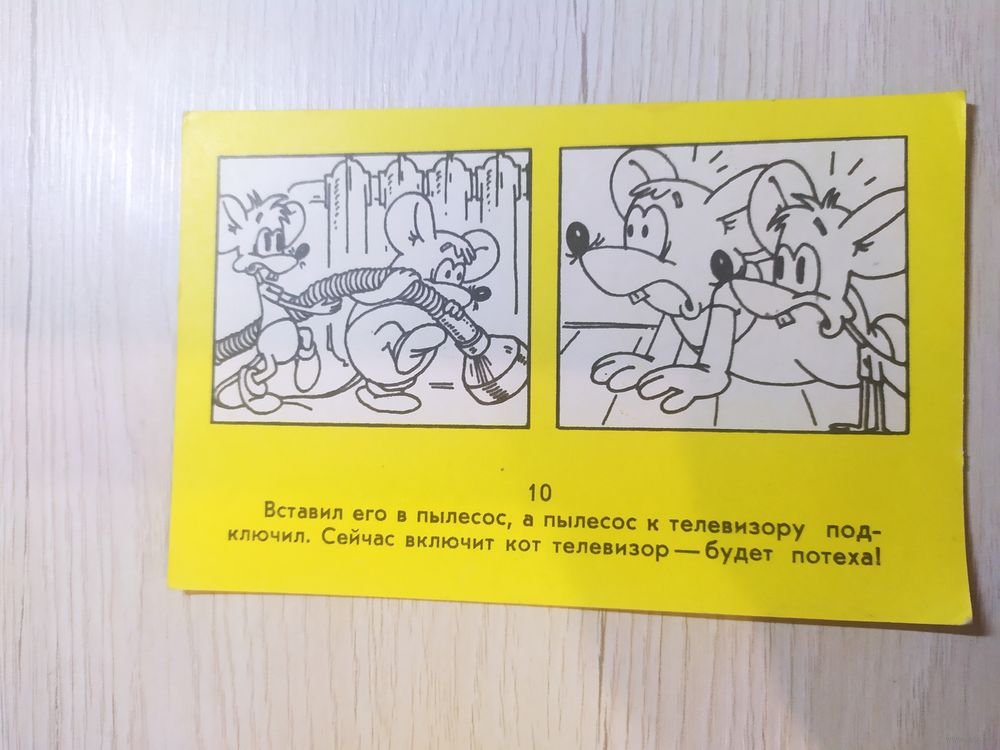 10
Вставил его в пылесос, а пылесос к телевизору под-
ключил. Сейчас включит кот телевизор — будет потеха!